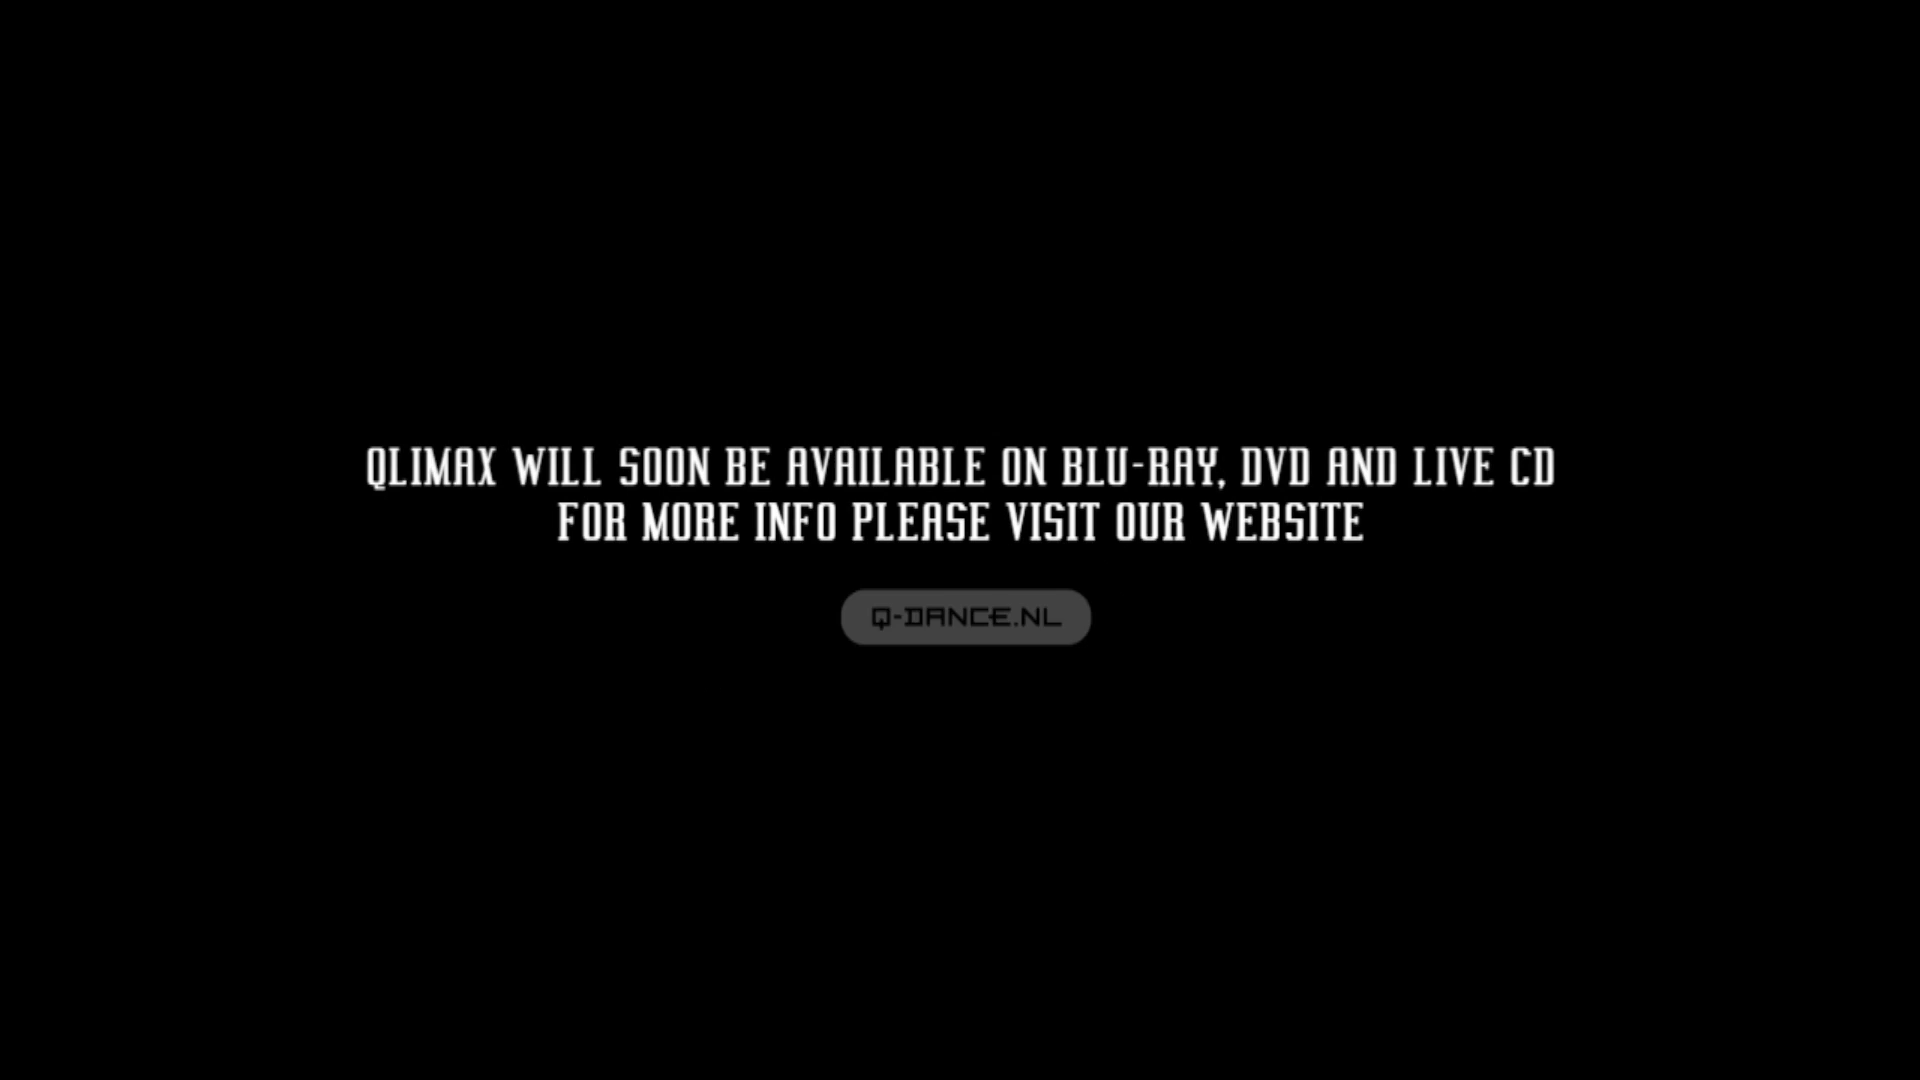 QLIMAX WILL SOON BE AVAILABLE ON BLU-RAY, DVD AND LIVE CD
FOR MORE INFO PLEASE VISIT OUR WEBSITE
Q-DANCE.NL